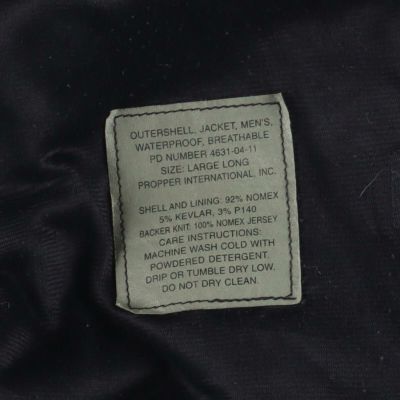 OUTERSHELL, JACKET, MEN'S,
WATERPROOF, BREATHABLE
PD NUMBER 4631-04-11
SIZE: LARGE LONG
PROPPER INTERNATIONAL, INC.
SHELL AND LINING: 92% NOMEX
5% KEVLAR, 3% P140
BACKER KNIT: 100% NOMEX JERSEY
CARE INSTRUCTIONS:
MACHINE WASH COLD WITH
POWDERED DETERGENT.
DRIP OR TUMBLE DRY LOW.
DO NOT DRY CLEAN.